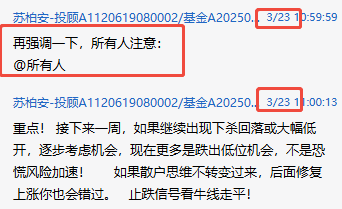 苏柏安-投顾A1120619080002/基金A20250... 3/23 10:59:59
再强调一下，所有人注意：
@所有人
苏柏安-投顾A1120619080002/基金A20250... 3/23 11:00:13
重点！ 接下来一周，如果继续出现下杀回落或大幅低
开，逐步考虑机会，现在更多是跌出低位机会，不是恐
慌风险加速！ 如果散户思维不转变过来，后面修复
上涨你也会错过。 止跌信号看牛线走平！